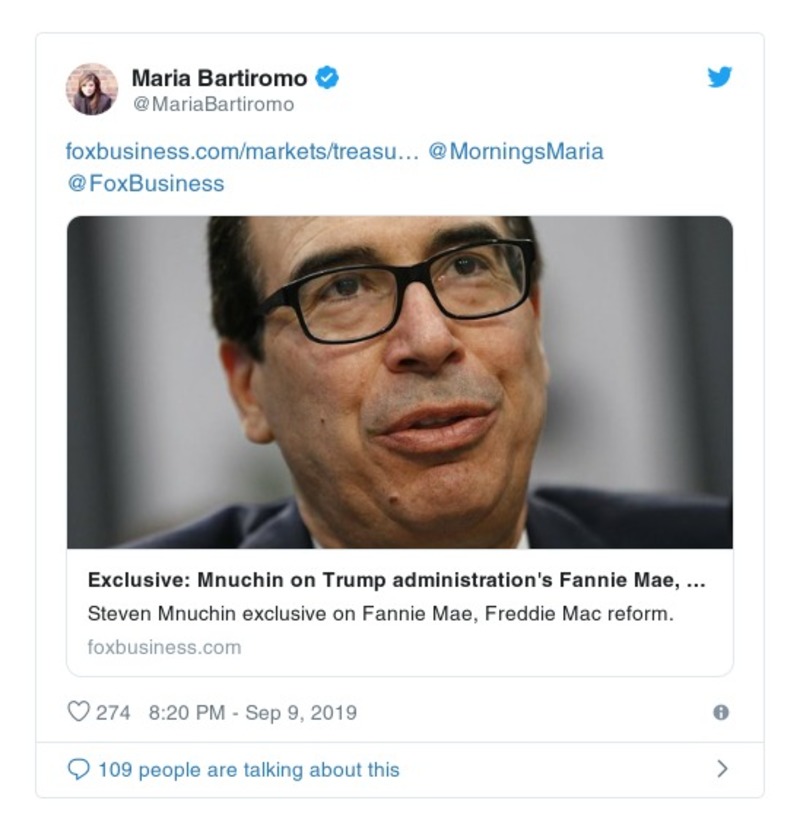 Maria Bartiromo
@MariaBartiromo
foxbusiness.com/markets/treasu… @MorningsMaria
@FoxBusiness
Exclusive: Mnuchin on Trump administration's Fannie Mae, ...
Steven Mnuchin exclusive on Fannie Mae, Freddie Mac reform.
foxbusiness.com
274 8:20 PM - Sep 9, 2019
109 people are talking about this